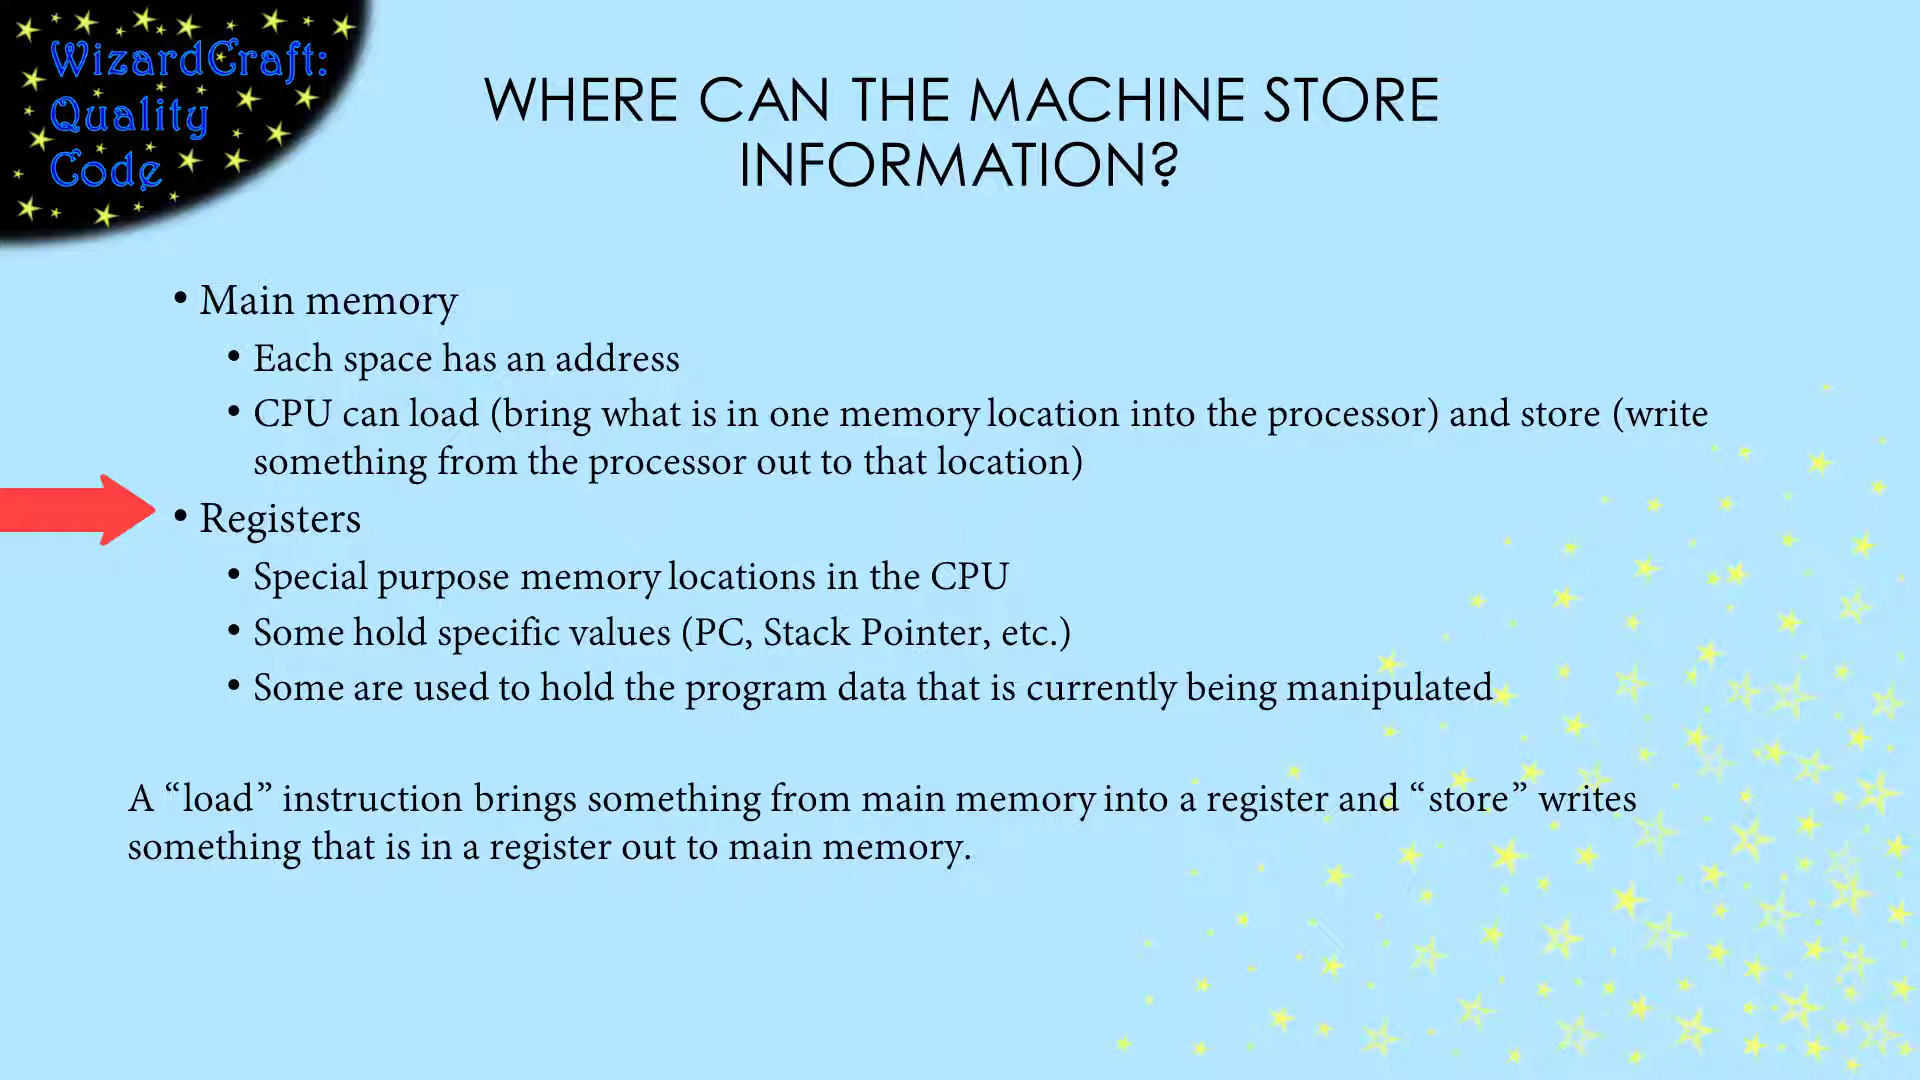 WizardCraft:
Quality
Code
WHERE CAN THE MACHINE STORE
INFORMATION?
• Main memory
• Each space has an address
• CPU can load (bring what is in one memory location into the processor) and store (write
something from the processor out to that location)
• Registers
• Special purpose memory locations in the CPU
• Some hold specific values (PC, Stack Pointer, etc.)
• Some are used to hold the program data that is currently being manipulated
A “load” instruction brings something from main memory into a register and “store” writes
something that is in a register out to main memory.